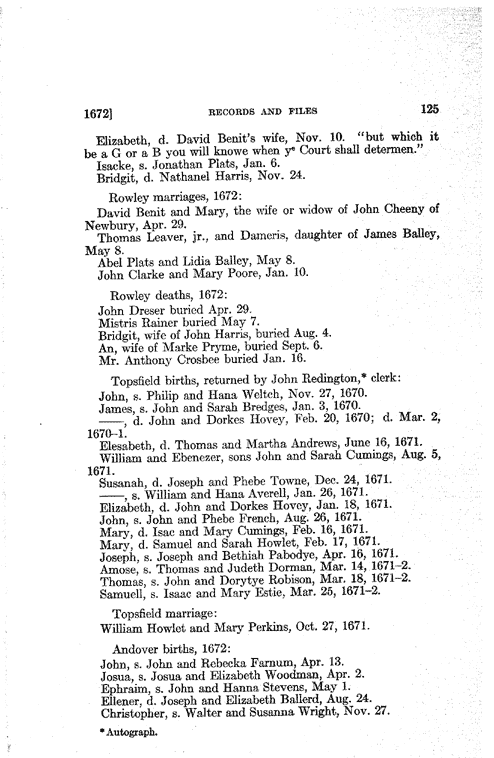 1672] RECORDS AND FILES 125
Elizabeth, d. David Benit's wife, Nov. 10. "but which it
be a G or a B you will knowe when yᵉ Court shall determen."
Isacke, s. Jonathan Plats, Jan. 6.
Bridgit, d. Nathanel Harris, Nov. 24.
Rowley marriages, 1672:
David Benit and Mary, the wife or widow of John Cheeny of
Newbury, Apr. 29.
Thomas Leaver, jr., and Dameris, daughter of James Balley,
May 8.
Abel Plats and Lidia Balley, May 8.
John Clarke and Mary Poore, Jan. 10.
Rowley deaths, 1672:
John Dreser buried Apr. 29.
Mistris Rainer buried May 7.
Bridgit, wife of John Harris, buried Aug. 4.
An, wife of Marke Pryme, buried Sept. 6.
Mr. Anthony Crosbee buried Jan. 16.
Topsfield births, returned by John Redington,* clerk:
John, s. Philip and Hana Weltch, Nov. 27, 1670.
James, s. John and Sarah Bredges, Jan. 3, 1670.
——, d. John and Dorkes Hovey, Feb. 20, 1670; d. Mar. 2,
1670-1.
Elesabeth, d. Thomas and Martha Andrews, June 16, 1671.
William and Ebenezer, sons John and Sarah Cumings, Aug. 5,
1671.
Susanah, d. Joseph and Phebe Towne, Dec. 24, 1671.
——, s. William and Hana Averell, Jan. 26, 1671.
Elizabeth, d. John and Dorkes Hovey, Jan. 18, 1671.
John, s. John and Phebe French, Aug. 26, 1671.
Mary, d. Isac and Mary Cumings, Feb. 16, 1671.
Mary, d. Samuel and Sarah Howlet, Feb. 17, 1671.
Joseph, s. Joseph and Bethiah Pabodye, Apr. 16, 1671.
Amose, s. Thomas and Judeth Dorman, Mar. 14, 1671-2.
Thomas, s. John and Dorytye Robison, Mar. 18, 1671-2.
Samuell, s. Isaac and Mary Estie, Mar. 25, 1671-2.
Topsfield marriage:
William Howlet and Mary Perkins, Oct. 27, 1671.
Andover births, 1672:
John, s. John and Rebecka Farnum, Apr. 13.
Josua, s. Josua and Elizabeth Woodman, Apr. 2.
Ephraim, s. John and Hanna Stevens, May 1.
Ellener, d. Joseph and Elizabeth Ballerd, Aug. 24.
Christopher, s. Walter and Susanna Wright, Nov. 27.
* Autograph.